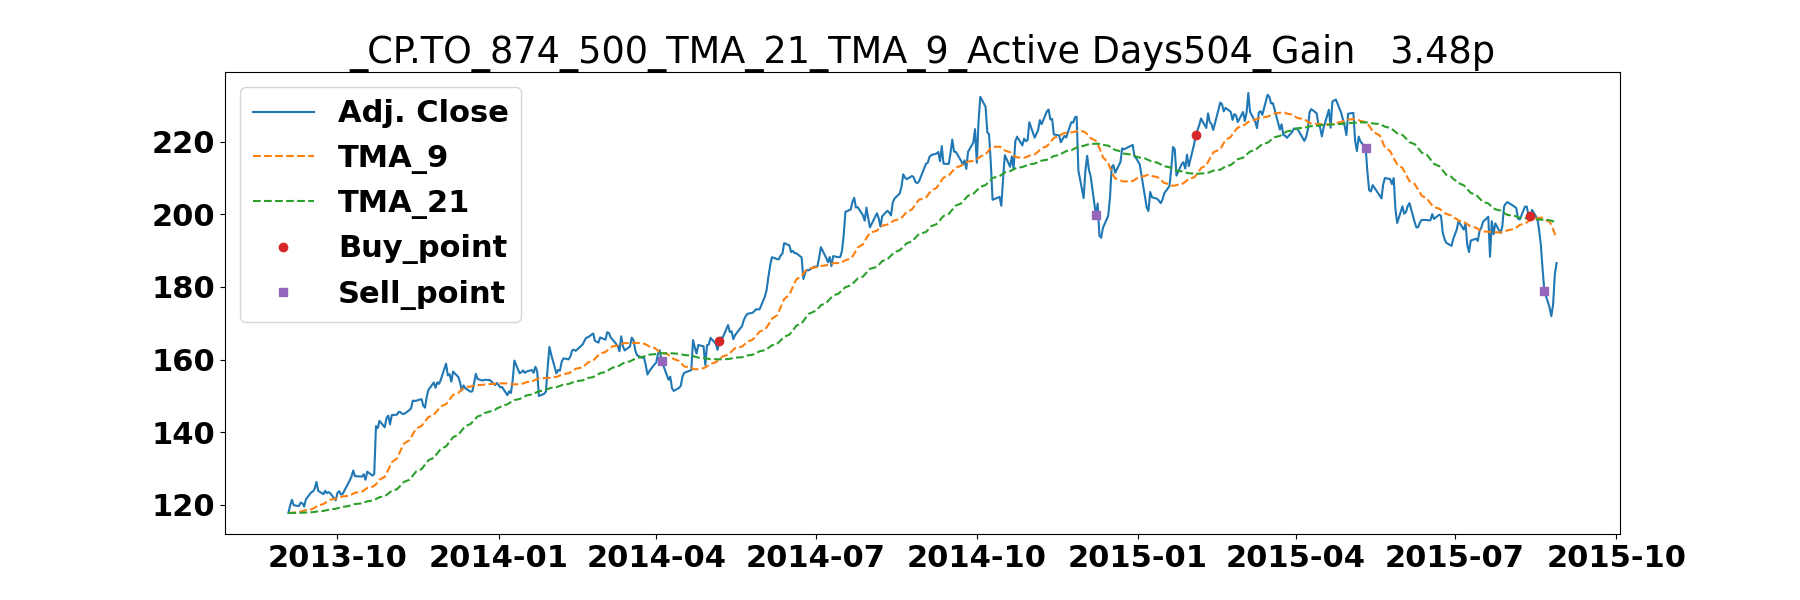 _CP.TO_874_500_TMA_21_TMA_9_Active Days504_Gain   3.48p
Adj. Close
TMA_9
TMA_21
Buy_point
Sell_point
220
200
180
160
140
120
2013-10 2014-01 2014-04 2014-07 2014-10 2015-01 2015-04 2015-07 2015-10